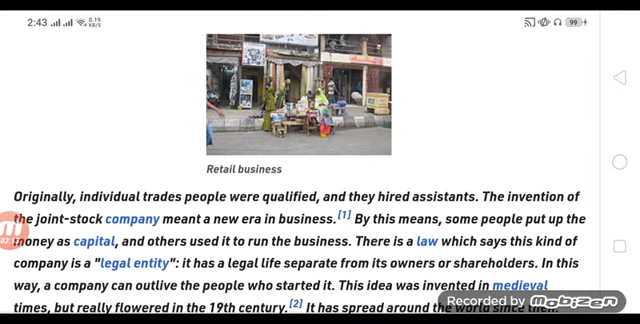 2:43
0.19
KB/S
99
Retail business
Originally, individual trades people were qualified, and they hired assistants. The invention of
the joint-stock company meant a new era in business.[1] By this means, some people put up the
money as capital, and others used it to run the business. There is a law which says this kind of
company is a "legal entity": it has a legal life separate from its owners or shareholders. In this
way, a company can outlive the people who started it. This idea was invented in medieval
times, but really flowered in the 19th century.[2] It has spread around the world since then.
Recorded by Mobizen